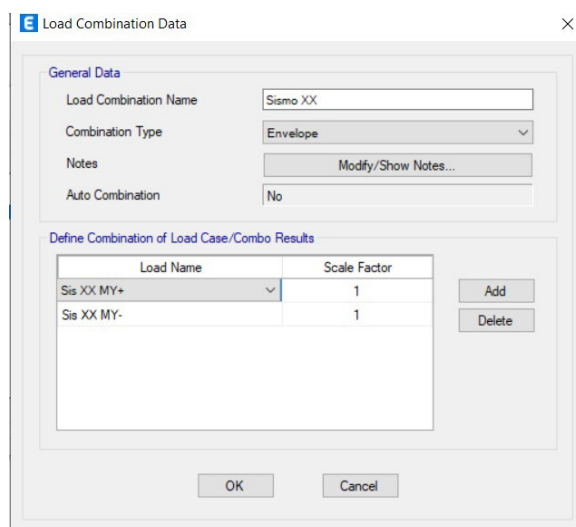 E Load Combination Data
General Data
Load Combination Name Sismo XX
Combination Type Envelope
Notes Modify/Show Notes...
Auto Combination No
Define Combination of Load Case/Combo Results
Load Name Scale Factor
Sis XX MY+ 1 Add
Sis XX MY- 1 Delete
OK Cancel